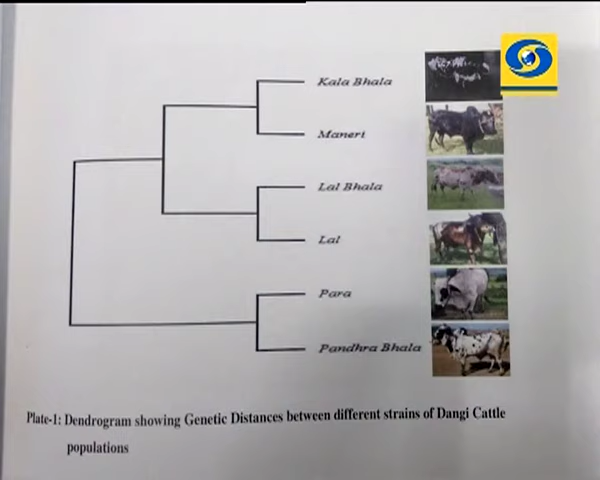 Kala Bhala
Maneri
Lal Bhala
Lal
Para
Pandhra Bhala
Plate-1: Dendrogram showing Genetic Distances between different strains of Dangi Cattle
populations